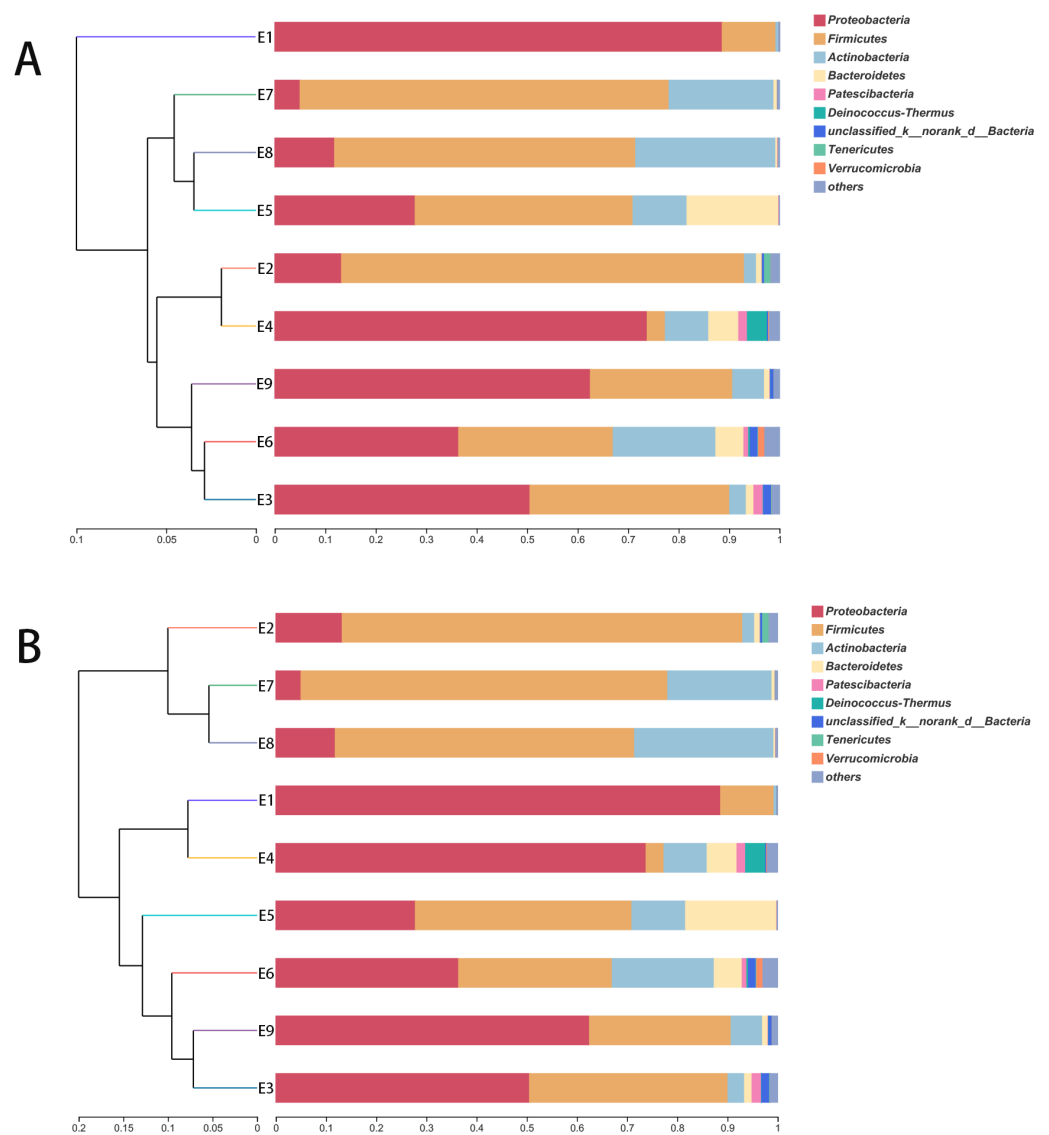 A
E1
E7
E8
E5
E2
E4
E9
E6
E3
0.1 0.05 0
0 0.1 0.2 0.3 0.4 0.5 0.6 0.7 0.8 0.9 1
Proteobacteria
Firmicutes
Actinobacteria
Bacteroidetes
Patescibacteria
Deinococcus-Thermus
unclassified_k__norank_d__Bacteria
Tenericutes
Verrucomicrobia
others
B
E2
E7
E8
E1
E4
E5
E6
E9
E3
0.2 0.15 0.1 0.05 0
0 0.1 0.2 0.3 0.4 0.5 0.6 0.7 0.8 0.9 1
Proteobacteria
Firmicutes
Actinobacteria
Bacteroidetes
Patescibacteria
Deinococcus-Thermus
unclassified_k__norank_d__Bacteria
Tenericutes
Verrucomicrobia
others